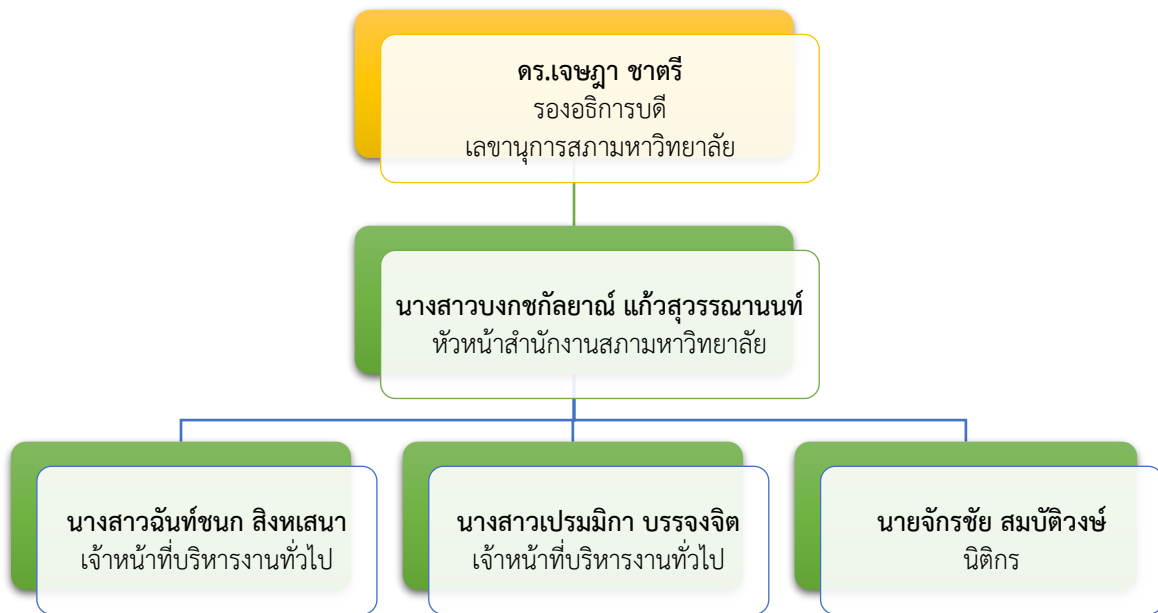 ดร.เจษฎา ชาตรี
รองอธิการบดี
เลขานุการสภามหาวิทยาลัย
นางสาวบงกชกัลยาณ์ แก้วสุวรรณานนท์
หัวหน้าสำนักงานสภามหาวิทยาลัย
นางสาวฉันท์ชนก สิงหเสนา
เจ้าหน้าที่บริหารงานทั่วไป
นางสาวเปรมมิกา บรรจงจิต
เจ้าหน้าที่บริหารงานทั่วไป
นายจักรชัย สมบัติวงษ์
นิติกร